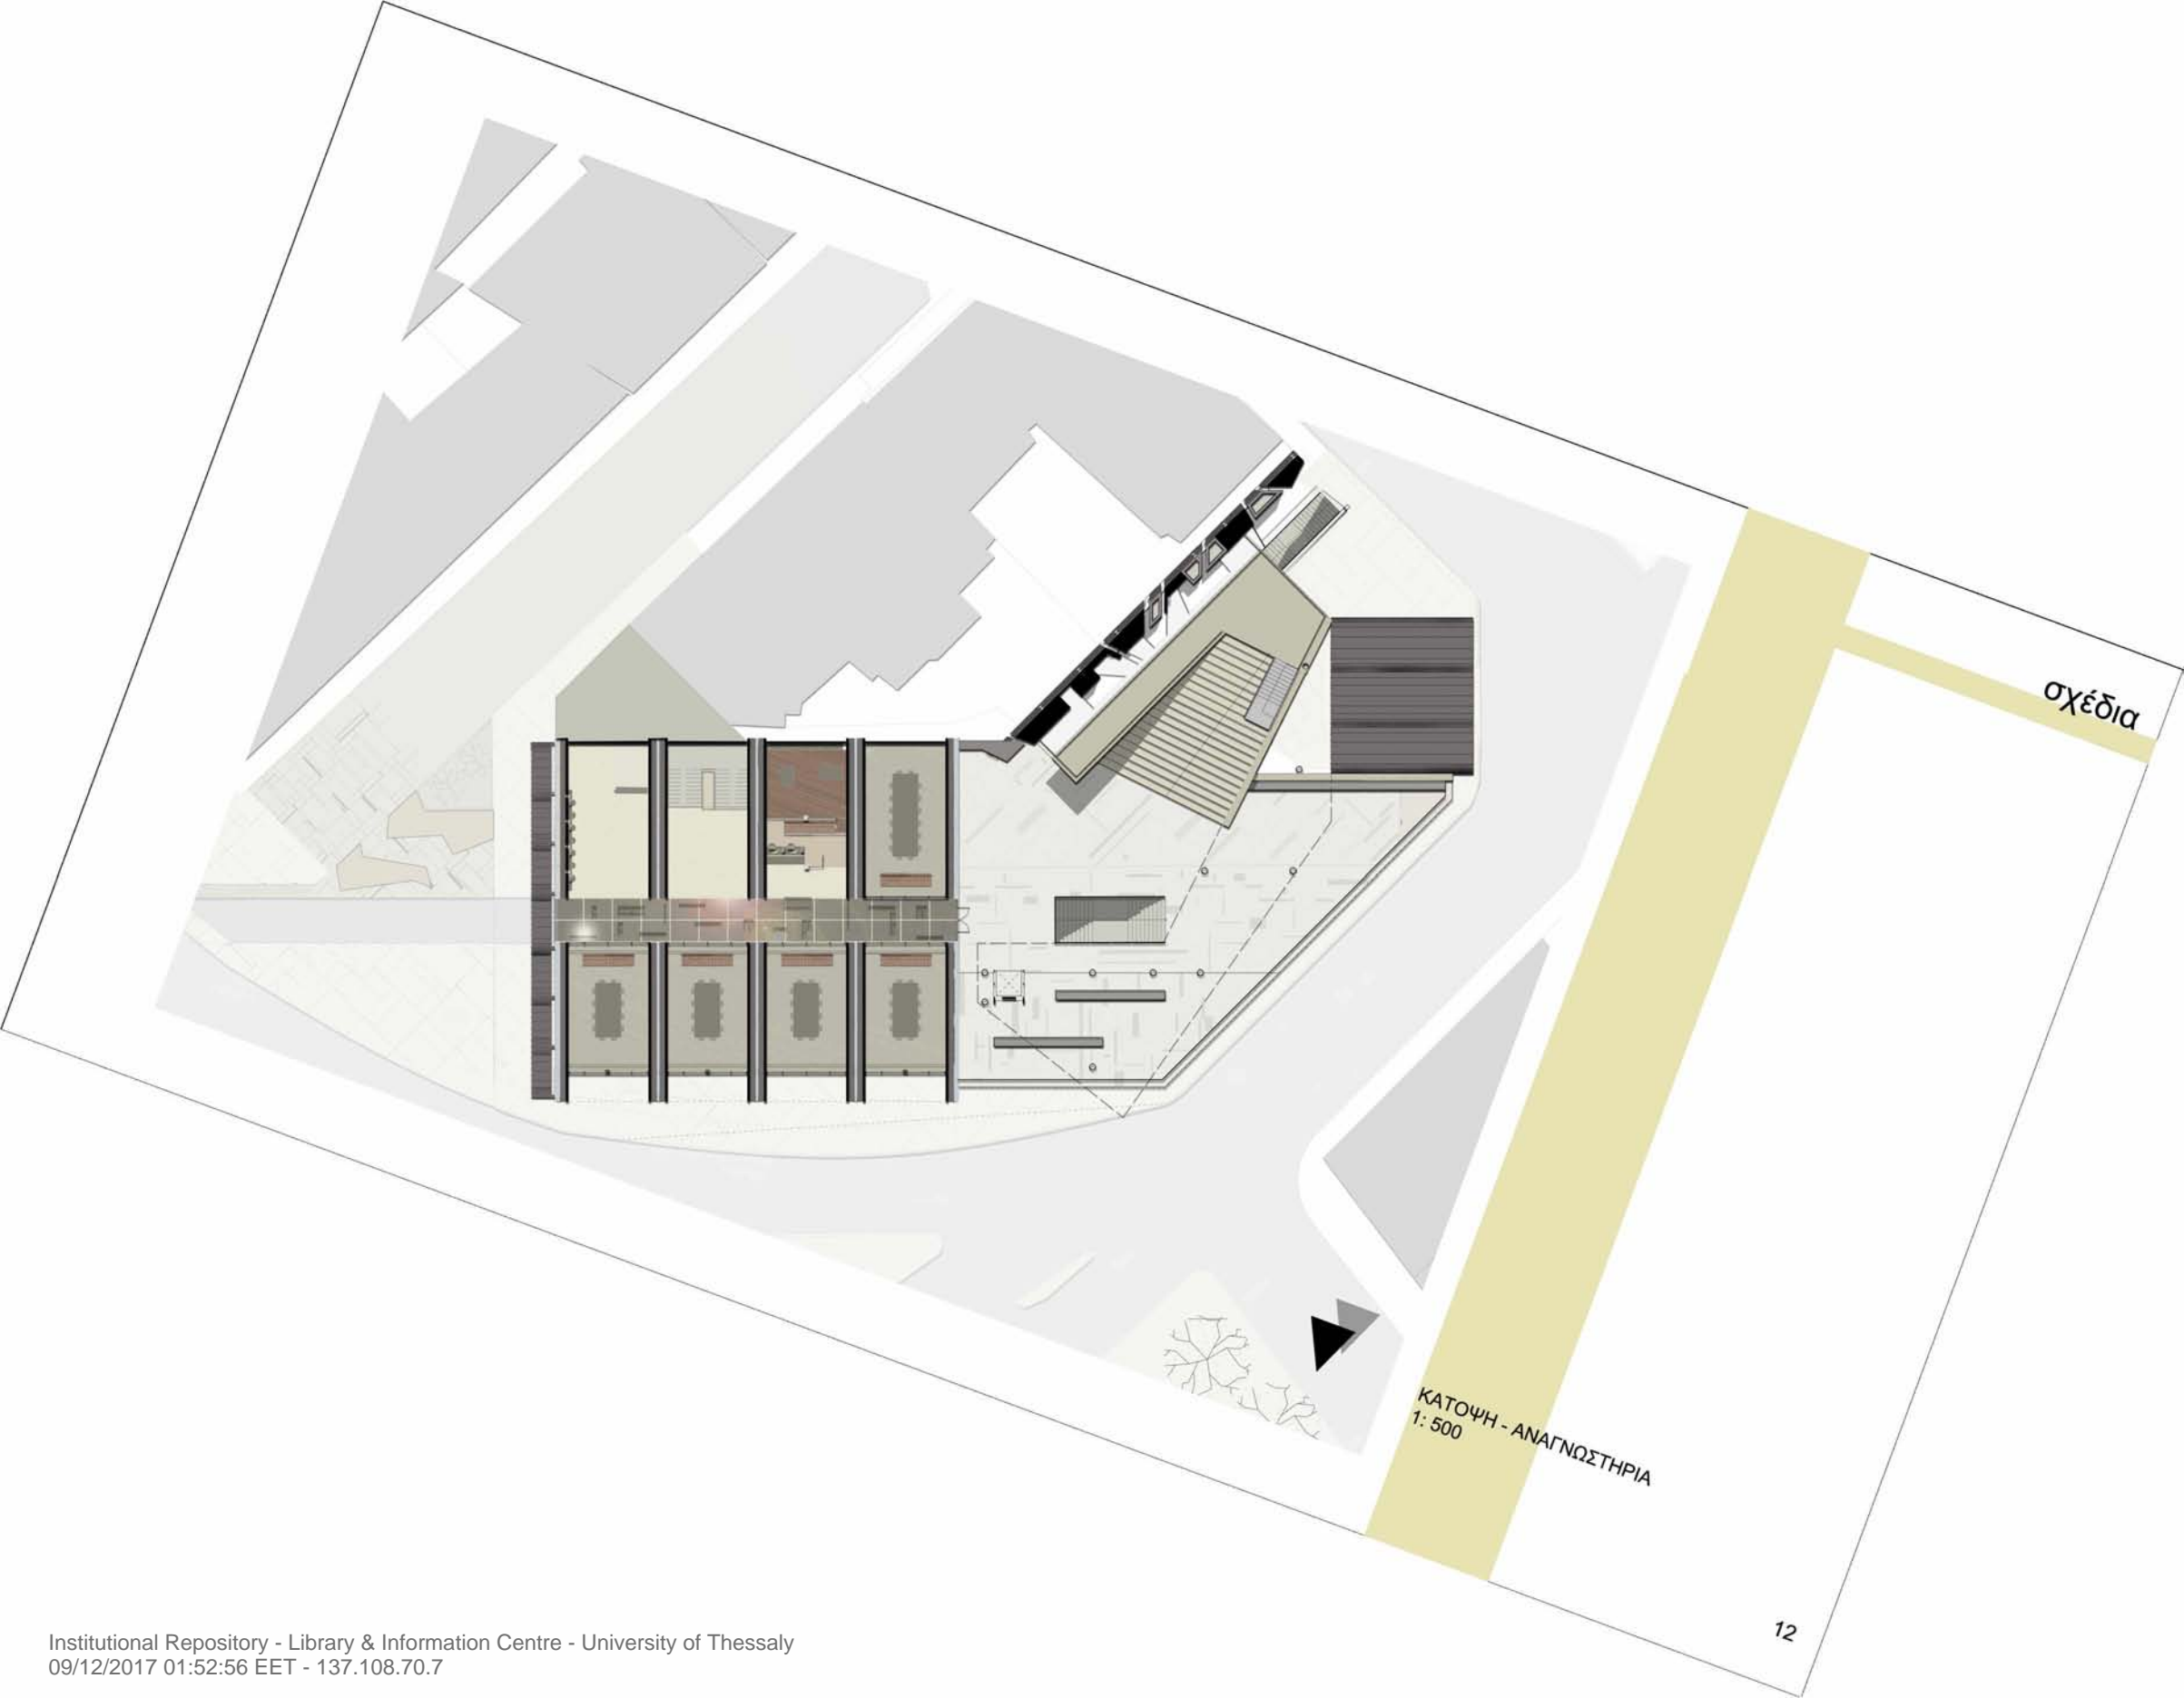 σχέδια
ΚΑΤΟΨΗ - ΑΝΑΓΝΩΣΤΗΡΙΑ
1: 500
12
Institutional Repository - Library & Information Centre - University of Thessaly
09/12/2017 01:52:56 EET - 137.108.70.7